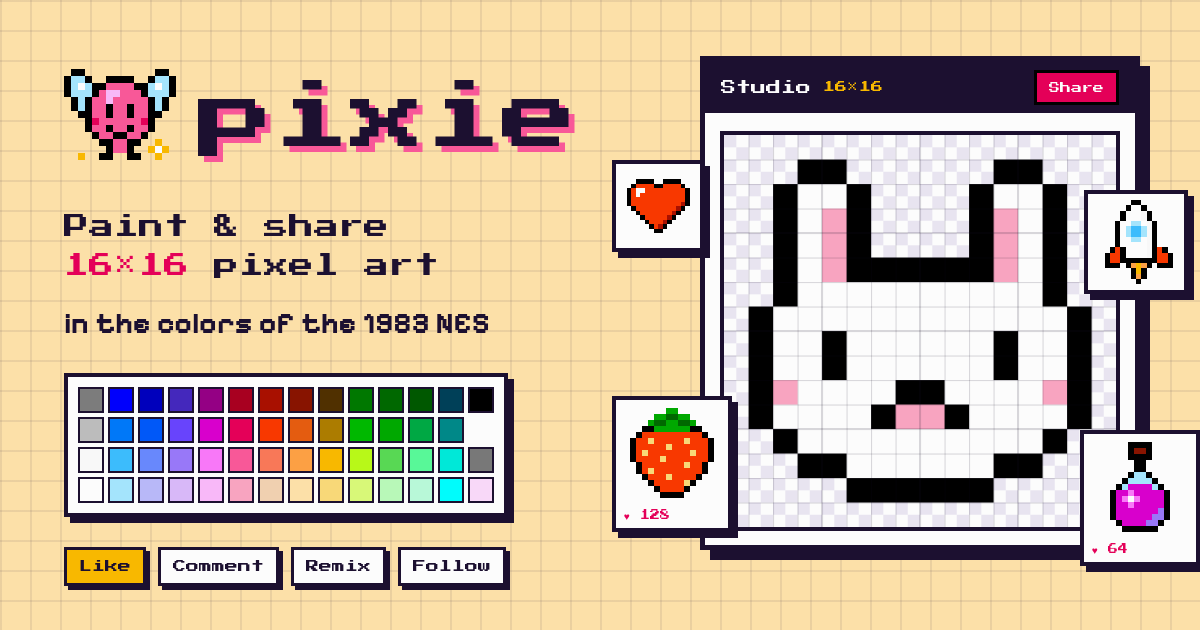 pixie
Paint & share
16×16 pixel art
in the colors of the 1983 NES
Like Comment Remix Follow
Studio 16×16 Share
♥ 128
♥ 64